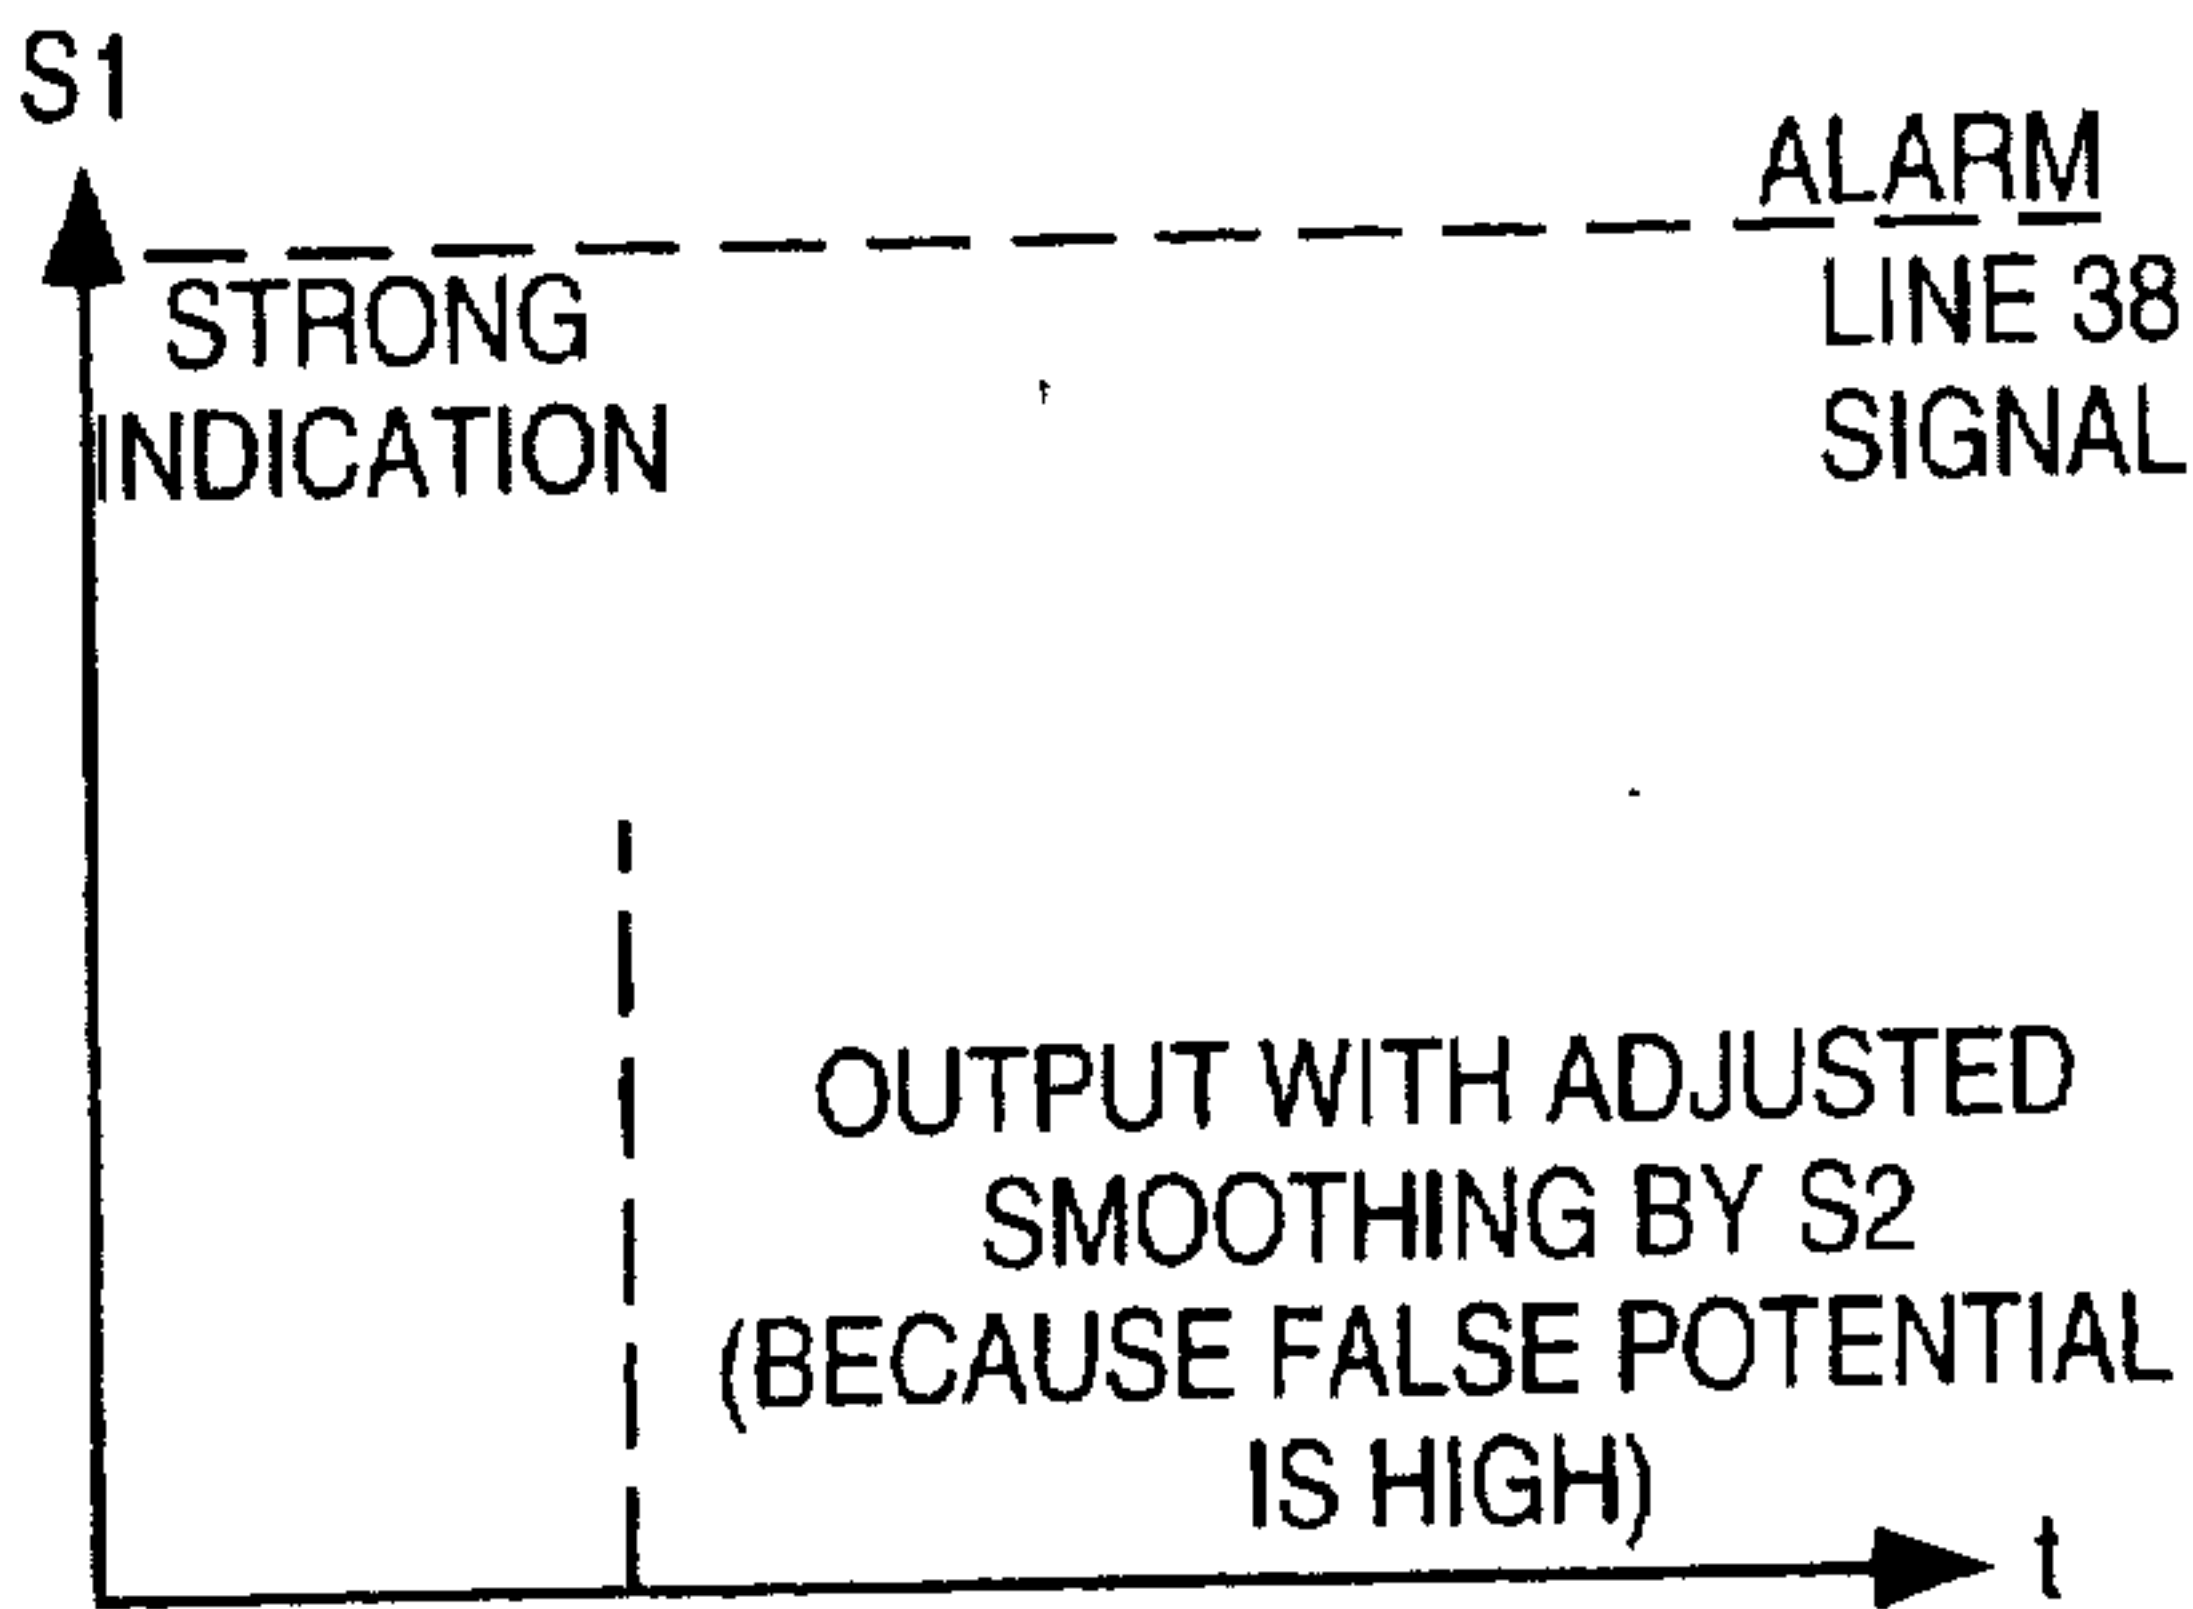 S1
ALARM
STRONG
INDICATION
LINE 38
SIGNAL
OUTPUT WITH ADJUSTED
SMOOTHING BY S2
(BECAUSE FALSE POTENTIAL
IS HIGH)
t